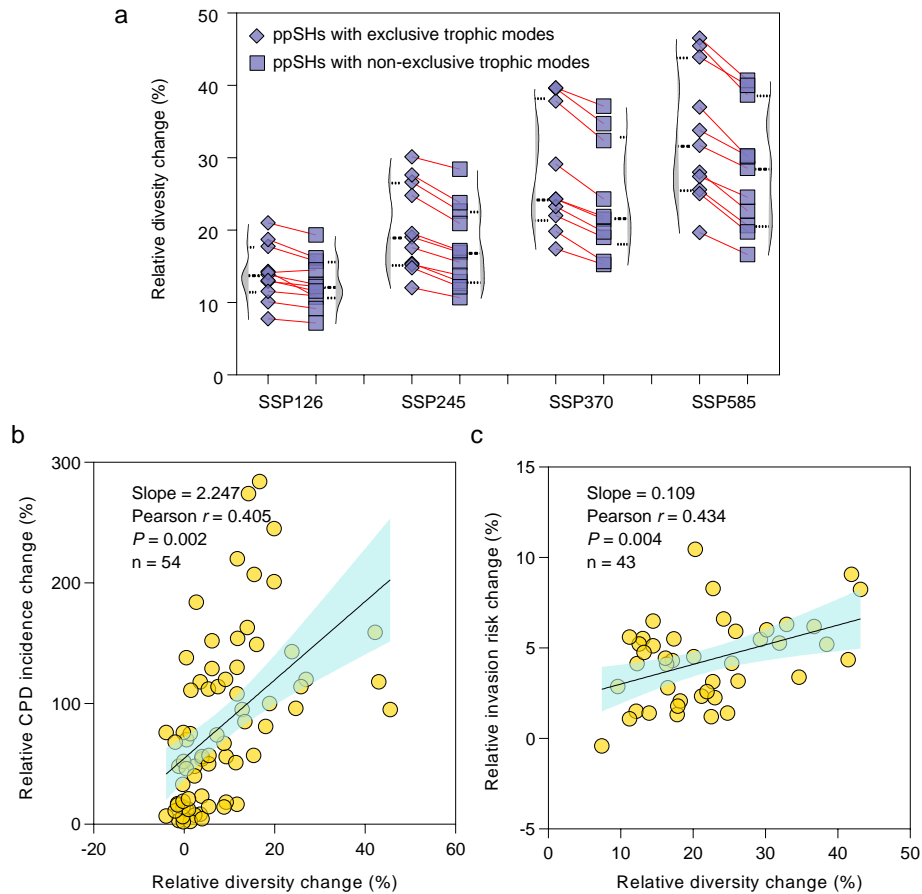 a
Relative divesity change (%)
50
40
30
20
10
0
ppSHs with exclusive trophic modes
ppSHs with non-exclusive trophic modes
SSP126 SSP245 SSP370 SSP585
b
Relative CPD incidence change (%)
300
200
100
0
Slope = 2.247
Pearson r = 0.405
P = 0.002
n = 54
-20 0 20 40 60
Relative diversity change (%)
c
Relative invasion risk change (%)
15
10
5
0
-5
Slope = 0.109
Pearson r = 0.434
P = 0.004
n = 43
0 10 20 30 40 50
Relative diversity change (%)